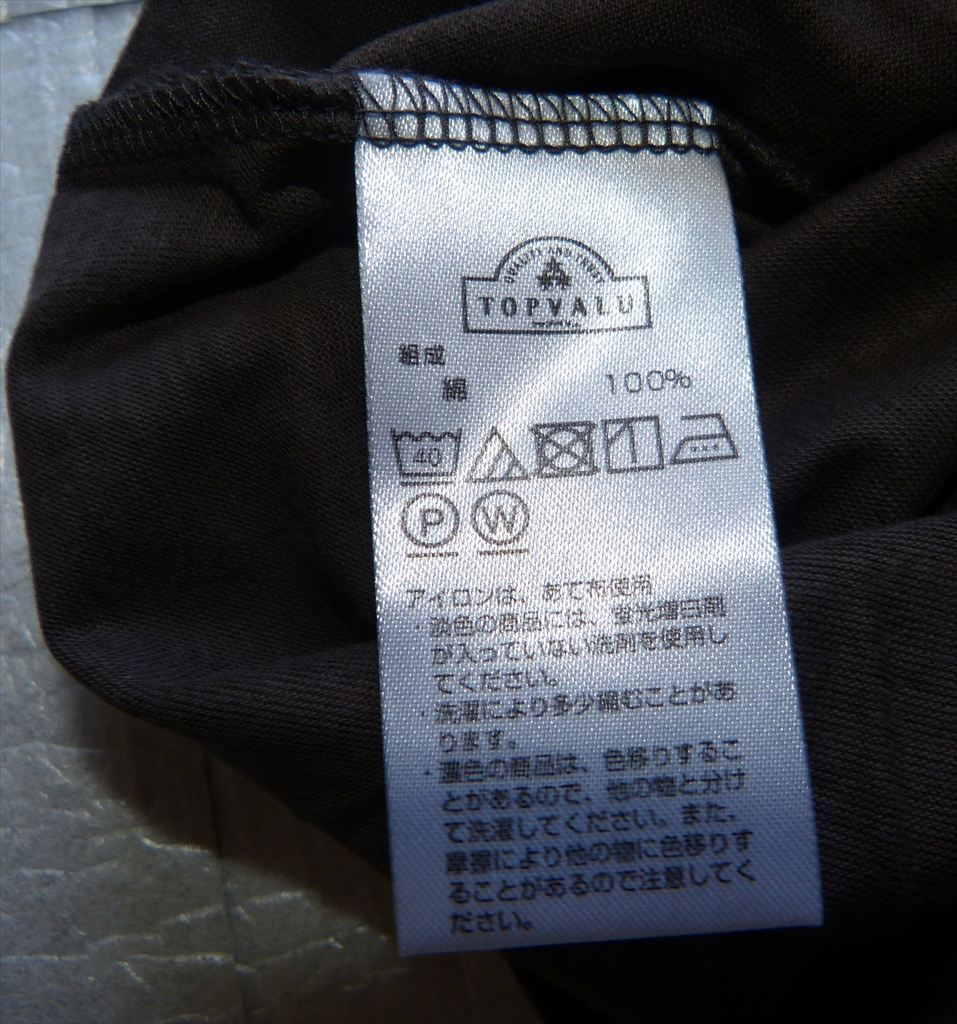 QUALITY AND TRUST
TOPVALU
組成
綿 100%
40
P W
アイロンは、あて布使用
・淡色の商品には、蛍光増白剤
が入っていない洗剤を使用し
てください。
・洗濯により多少縮むことがあ
ります。
・濃色の商品は、色移りするこ
とがあるので、他の物と分け
て洗濯してください。また、
摩擦により他の物に色移りす
ることがあるので注意してく
ださい。